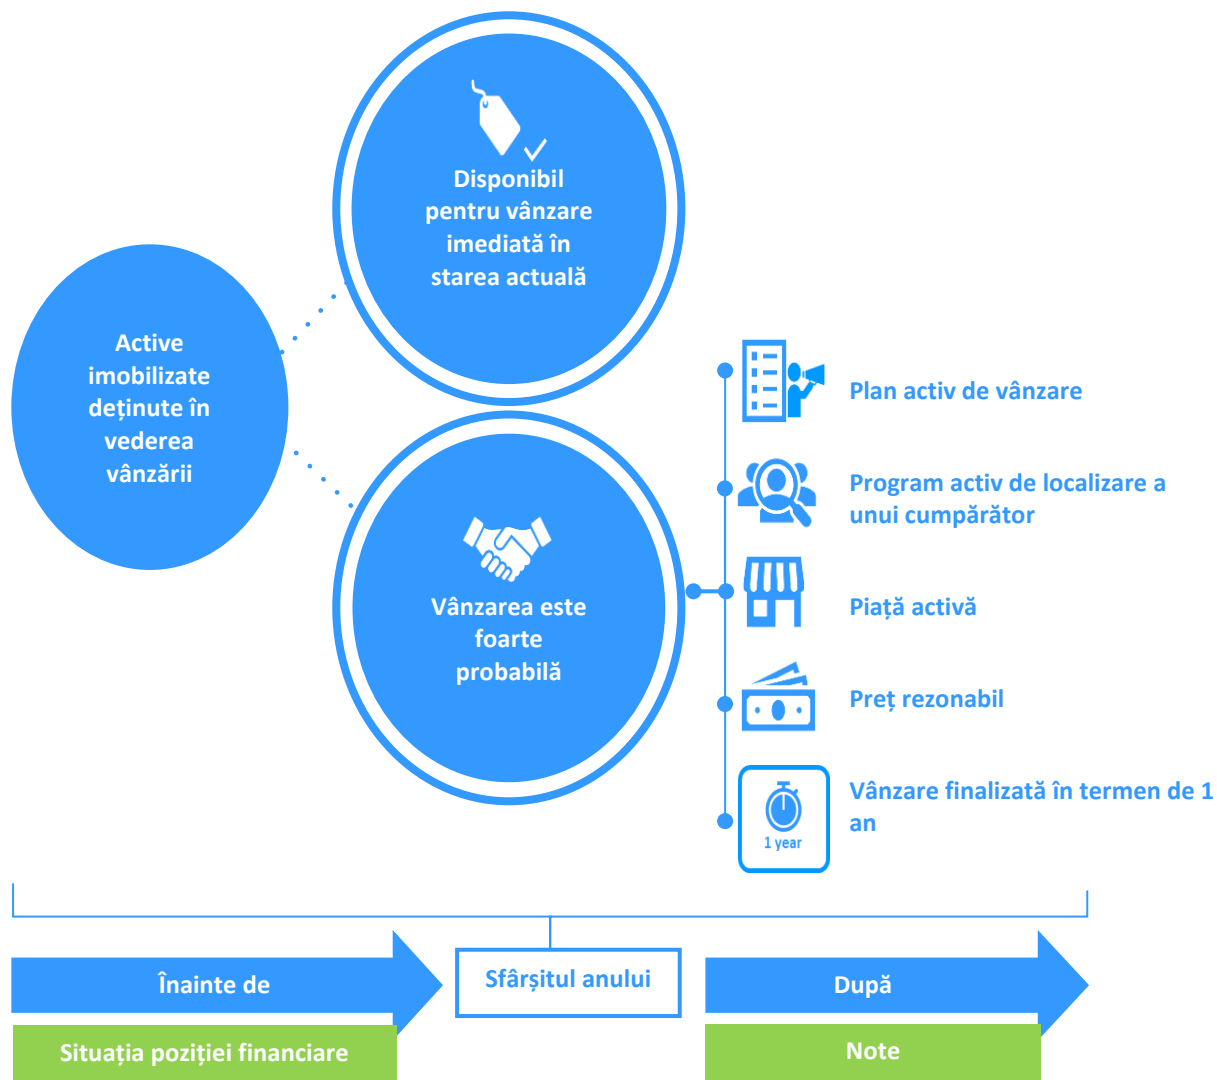 Disponibil
pentru vânzare
imediată în
starea actuală
Active
imobilizate
deținute în
vederea
vânzării
Vânzarea este
foarte
probabilă
Plan activ de vânzare
Program activ de localizare a
unui cumpărător
Piață activă
Preț rezonabil
Vânzare finalizată în termen de 1
an
1 year
Înainte de
Sfârșitul anului
După
Situația poziției financiare
Note